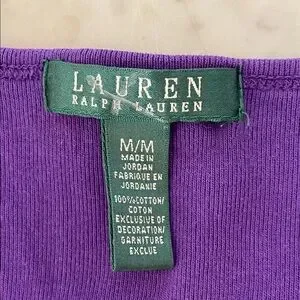 LAUREN
RALPH LAUREN
M/M
MADE IN
JORDAN
FABRIQUE EN
JORDANIE
100%COTTON/
COTON
EXCLUSIVE OF
DECORATION/
GARNITURE
EXCLUE